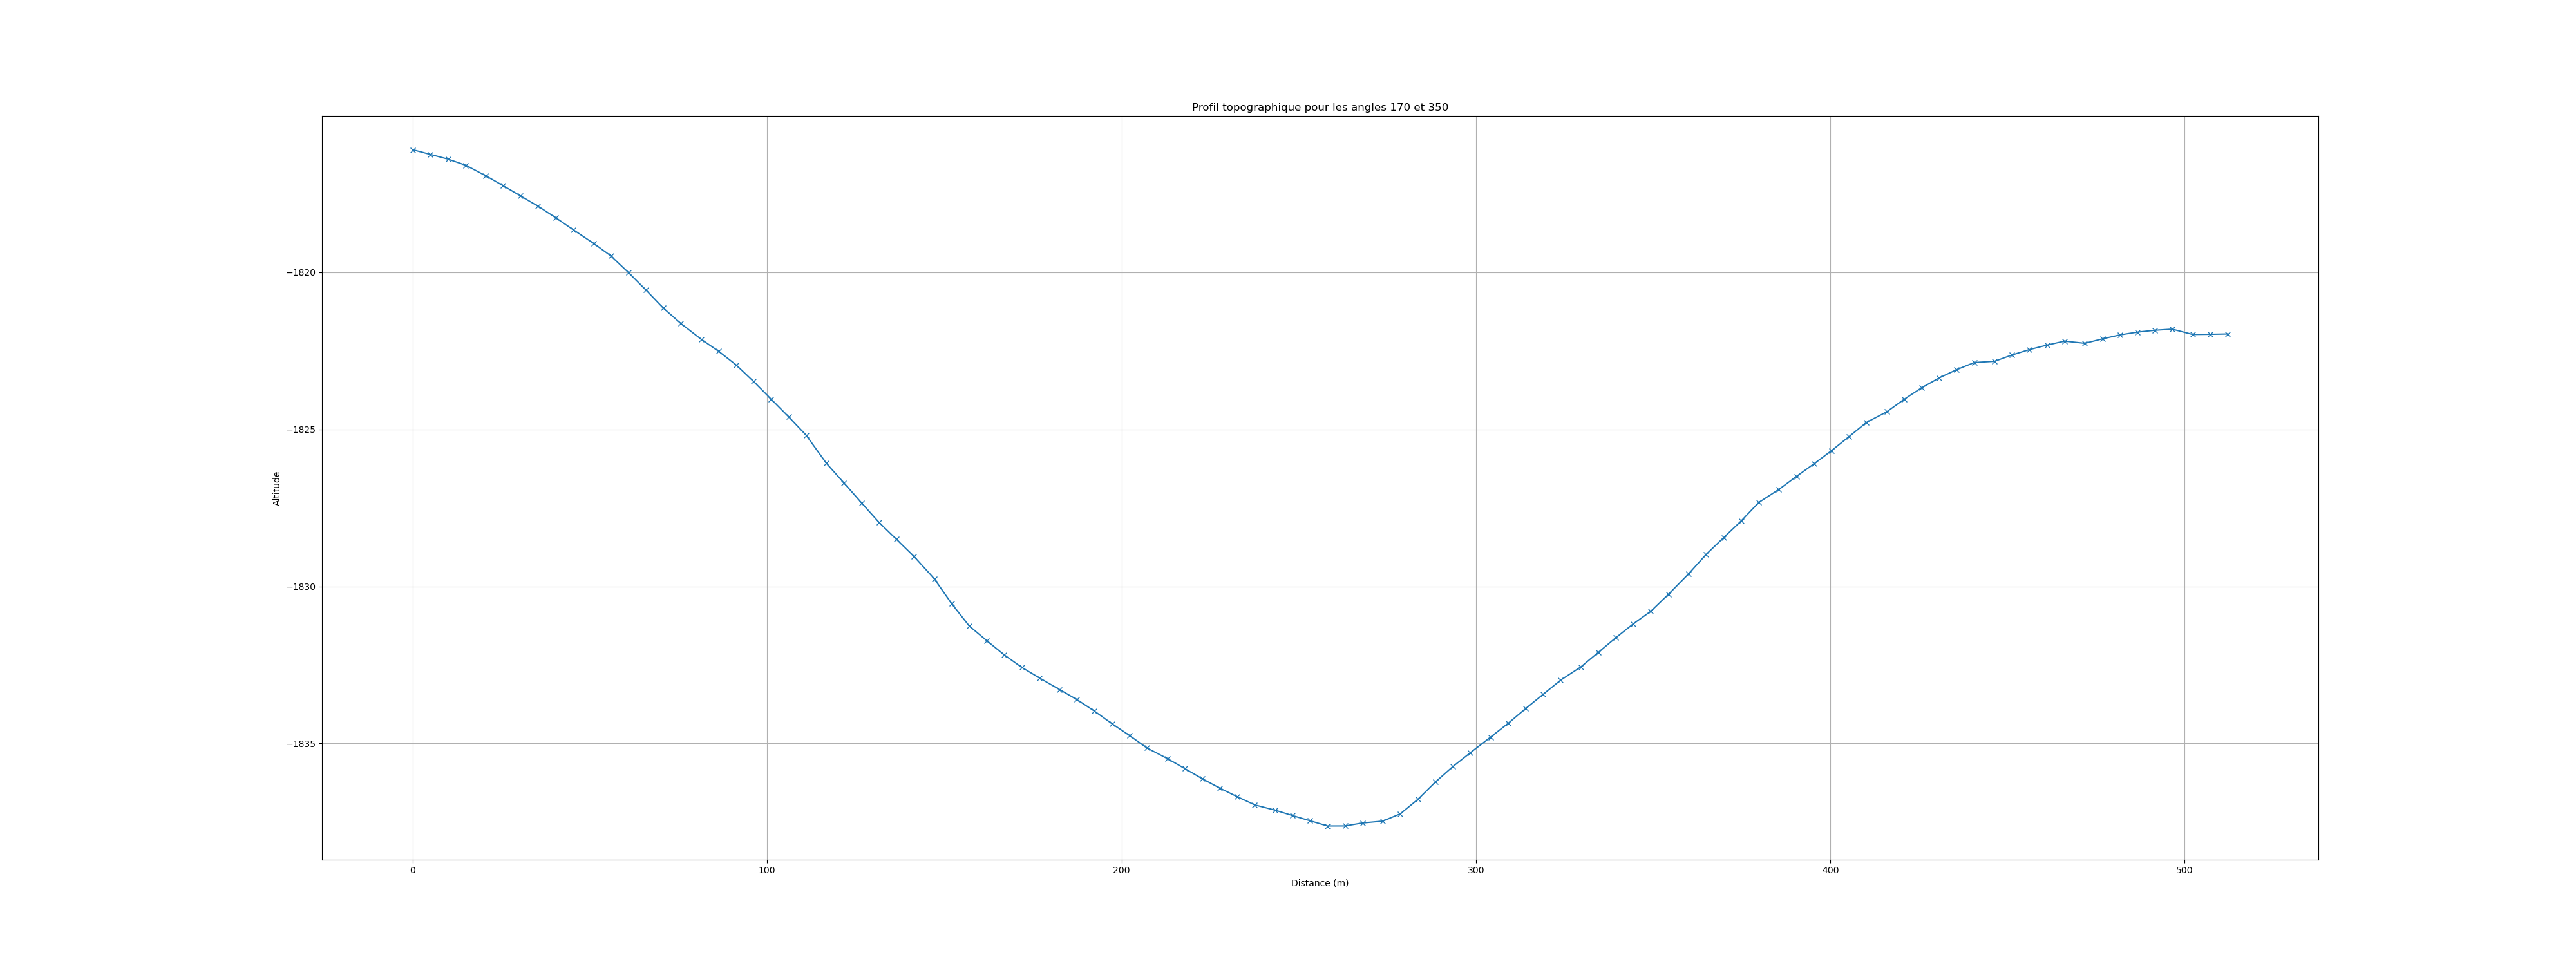 Profil topographique pour les angles 170 et 350
−1820
−1825
−1830
−1835
Altitude
0 100 200 300 400 500
Distance (m)